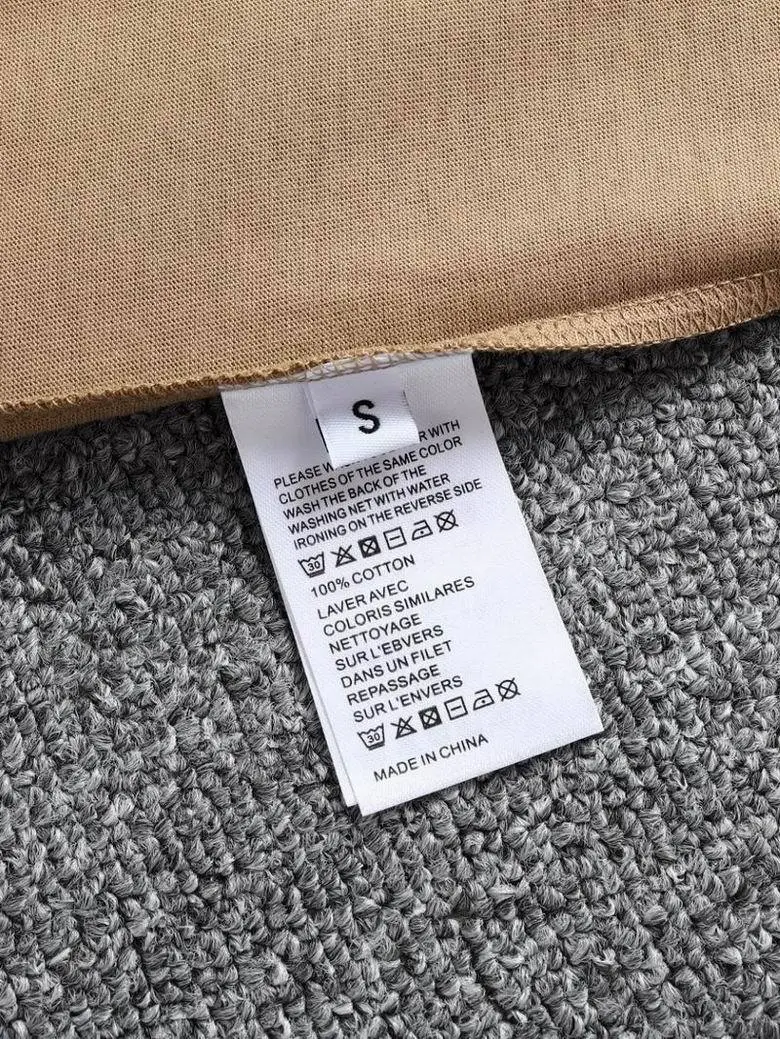 S
PLEASE WITH
CLOTHES OF THE SAME COLOR
WASH THE BACK OF THE
WASHING NET WITH WATER
IRONING ON THE REVERSE SIDE
30
100% COTTON
LAVER AVEC
COLORIS SIMILARES
NETTOYAGE
SUR L'EBVERS
DANS UN FILET
REPASSAGE
SUR L'ENVERS
30
MADE IN CHINA